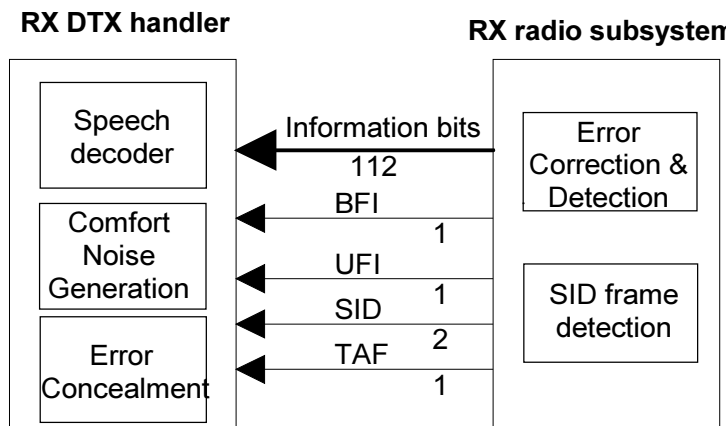 RX DTX handler
RX radio subsystem
Speech
decoder
Comfort
Noise
Generation
Error
Concealment
Information bits
112
BFI
1
UFI
1
SID
2
TAF
1
Error
Correction &
Detection
SID frame
detection